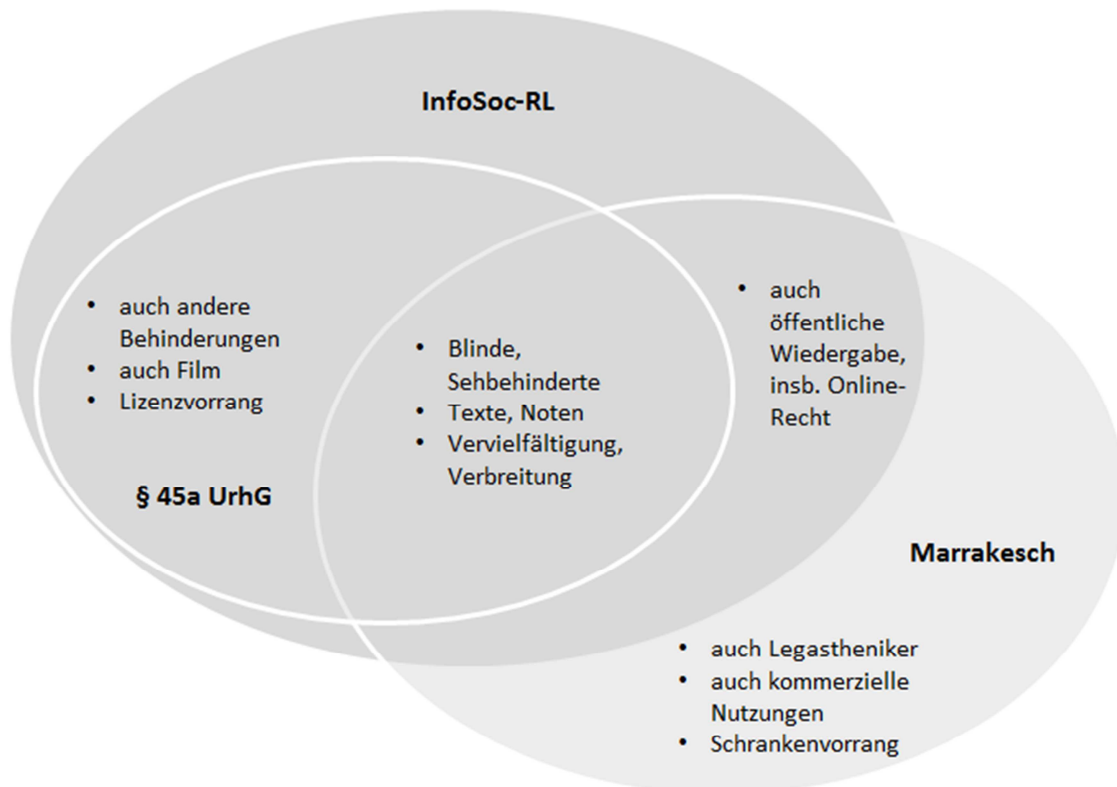 InfoSoc-RL
• auch andere
Behinderungen
• auch Film
• Lizenzvorrang
§ 45a UrhG
• Blinde,
Sehbehinderte
• Texte, Noten
• Vervielfältigung,
Verbreitung
• auch
öffentliche
Wiedergabe,
insb. Online-
Recht
Marrakesch
• auch Legastheniker
• auch kommerzielle
Nutzungen
• Schrankenvorrang